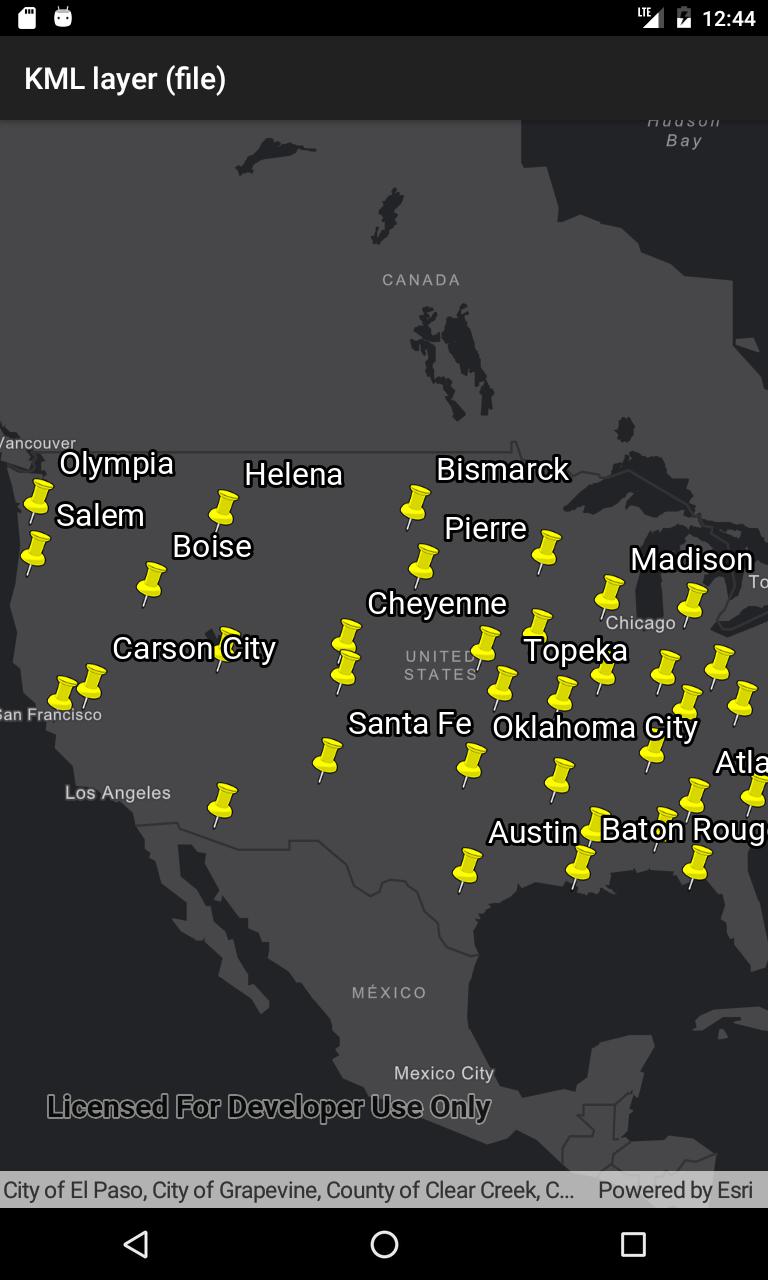 LTE 12:44
KML layer (file)
Hudson
Bay
CANADA
Vancouver
Olympia
Helena
Bismarck
Salem
Pierre
Boise
Madison
To
Cheyenne
Chicago
Carson City
UNITED
STATES
Topeka
San Francisco
Santa Fe
Oklahoma City
Atla
Los Angeles
Austin
Baton Roug
MÉXICO
Mexico City
Licensed For Developer Use Only
City of El Paso, City of Grapevine, County of Clear Creek, C... Powered by Esri